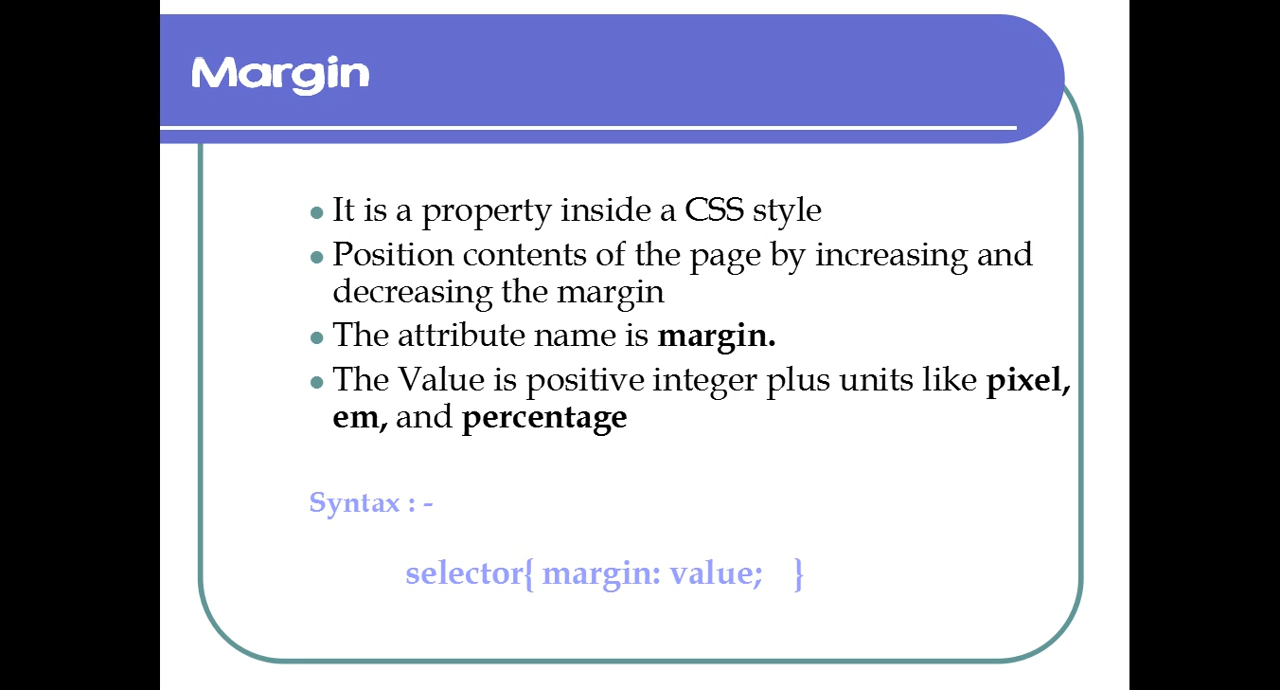 Margin
It is a property inside a CSS style
Position contents of the page by increasing and
decreasing the margin
The attribute name is margin.
The Value is positive integer plus units like pixel,
em, and percentage
Syntax : -
selector{ margin: value; }